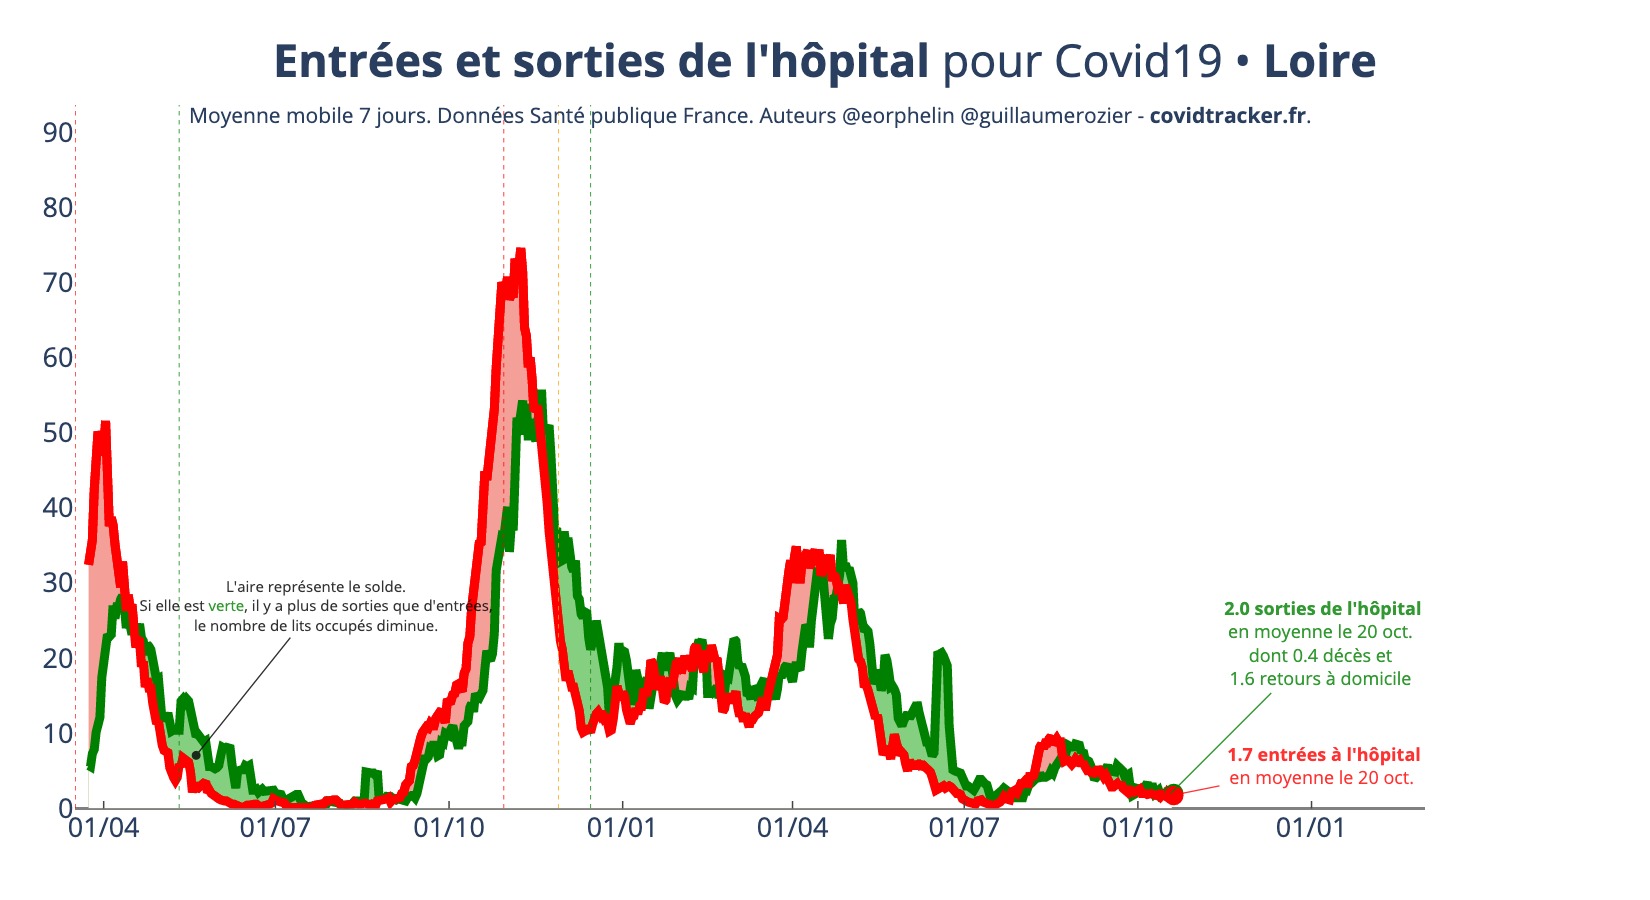 Entrées et sorties de l'hôpital pour Covid19 • Loire
Moyenne mobile 7 jours. Données Santé publique France. Auteurs @eorphelin @guillaumerozier - covidtracker.fr.
90
80
70
60
50
40
30
20
10
0
L'aire représente le solde.
Si elle est verte, il y a plus de sorties que d'entrées,
le nombre de lits occupés diminue.
2.0 sorties de l'hôpital
en moyenne le 20 oct.
dont 0.4 décès et
1.6 retours à domicile
1.7 entrées à l'hôpital
en moyenne le 20 oct.
01/04 01/07 01/10 01/01 01/04 01/07 01/10 01/01